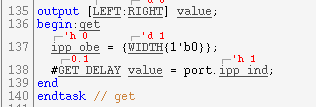 135 output [LEFT:RIGHT] value;
136 begin:get
'h 0 'd 1
137 ipp_obe = {WIDTH{1'b0}};
0.1 'h 1
138 #GET_DELAY value = port.ipp_ind;
139 end
140 endtask // get